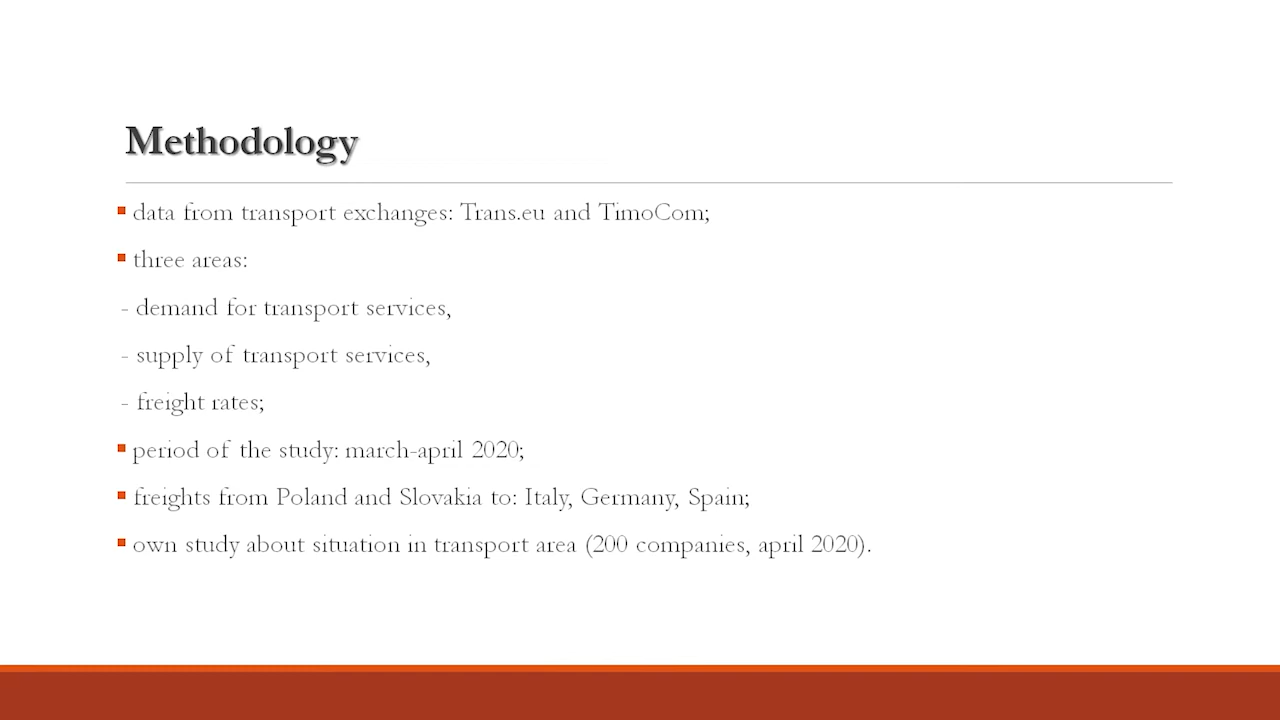 Methodology
data from transport exchanges: Trans.eu and TimoCom;
three areas:
- demand for transport services,
- supply of transport services,
- freight rates;
period of the study: march-april 2020;
freights from Poland and Slovakia to: Italy, Germany, Spain;
own study about situation in transport area (200 companies, april 2020).